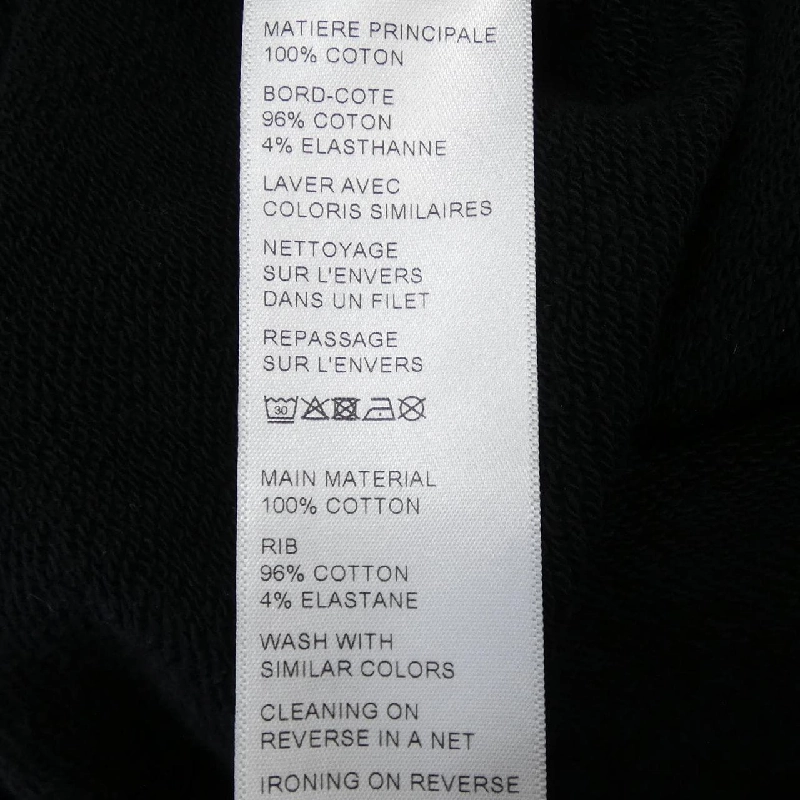 MATIERE PRINCIPALE
100% COTON
BORD-COTE
96% COTON
4% ELASTHANNE
LAVER AVEC
COLORIS SIMILAIRES
NETTOYAGE
SUR L'ENVERS
DANS UN FILET
REPASSAGE
SUR L'ENVERS
30
MAIN MATERIAL
100% COTTON
RIB
96% COTTON
4% ELASTANE
WASH WITH
SIMILAR COLORS
CLEANING ON
REVERSE IN A NET
IRONING ON REVERSE